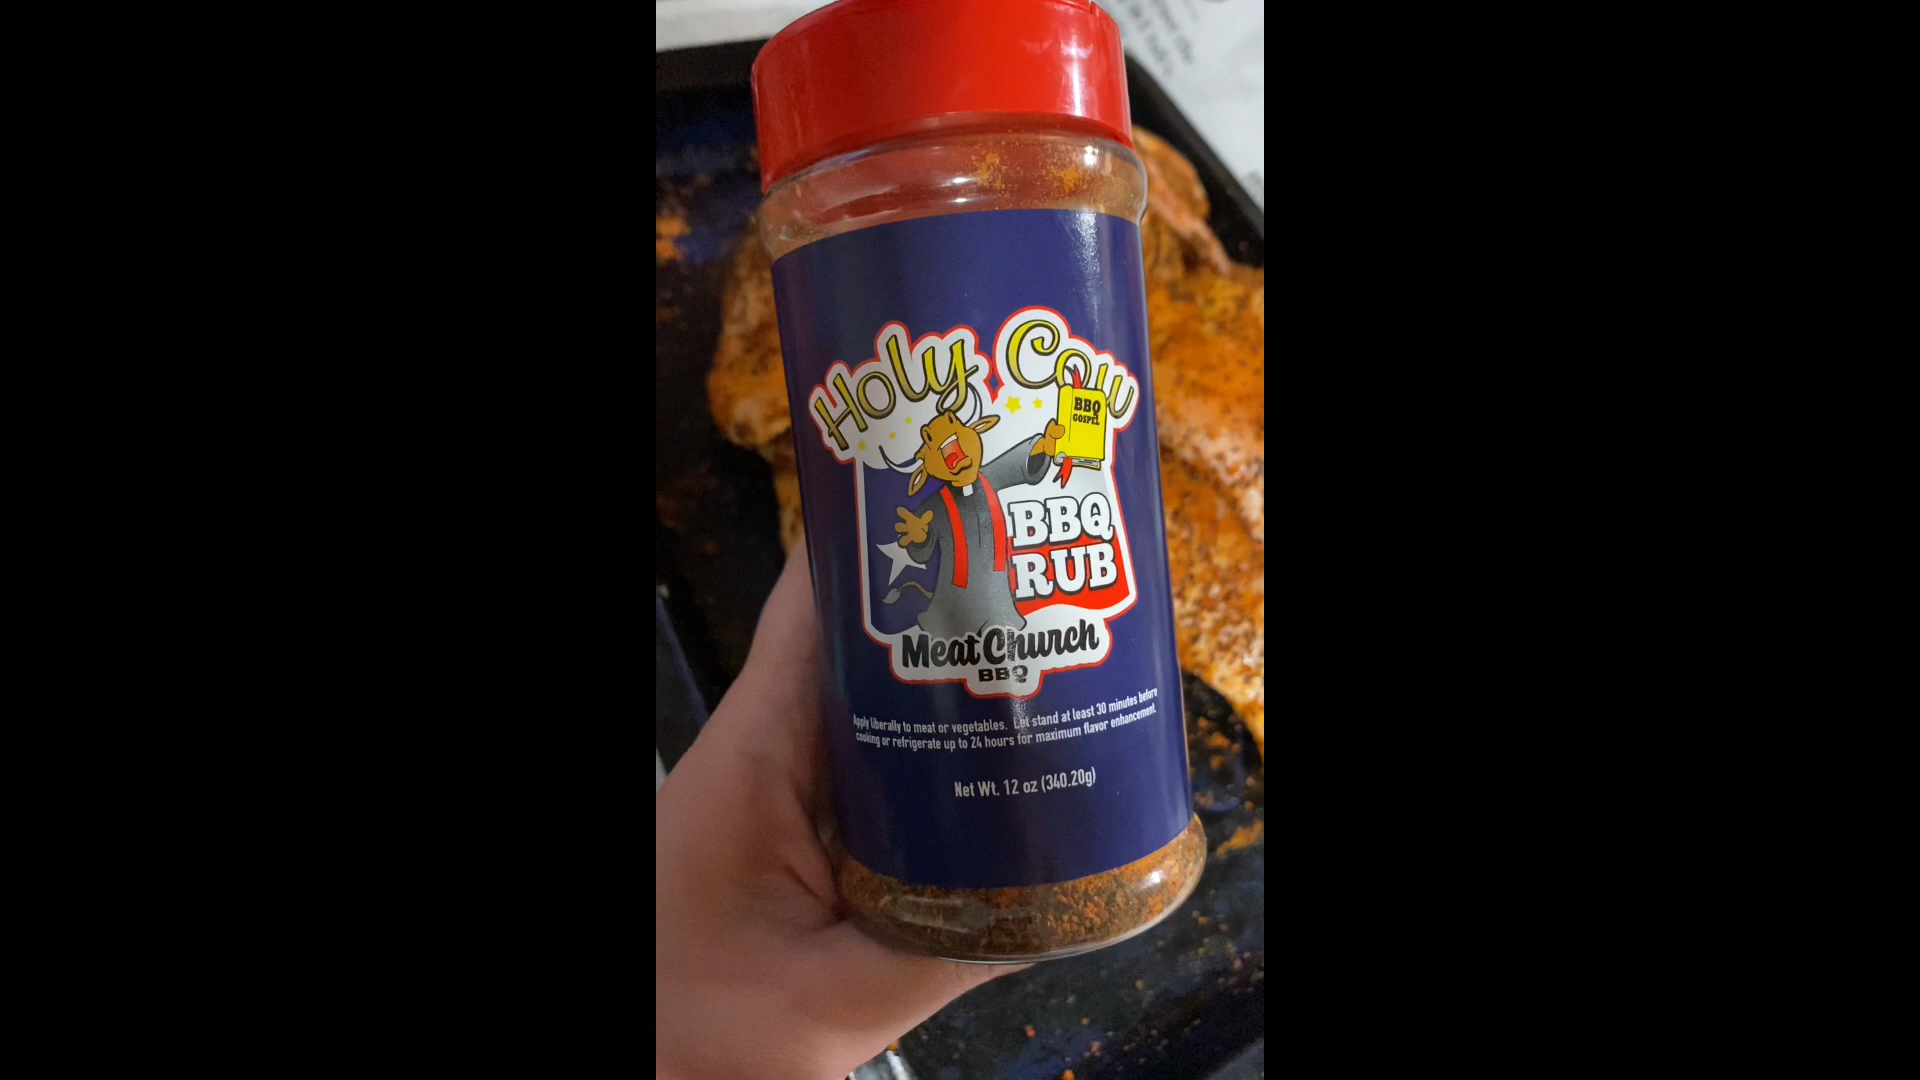 Holy Cow
BBQ
GOSPEL
BBQ
RUB
Meat Church
BBQ
Apply liberally to meat or vegetables. Let stand at least 30 minutes before
cooking or refrigerate up to 24 hours for maximum flavor enhancement.
Net Wt. 12 oz (340.20g)